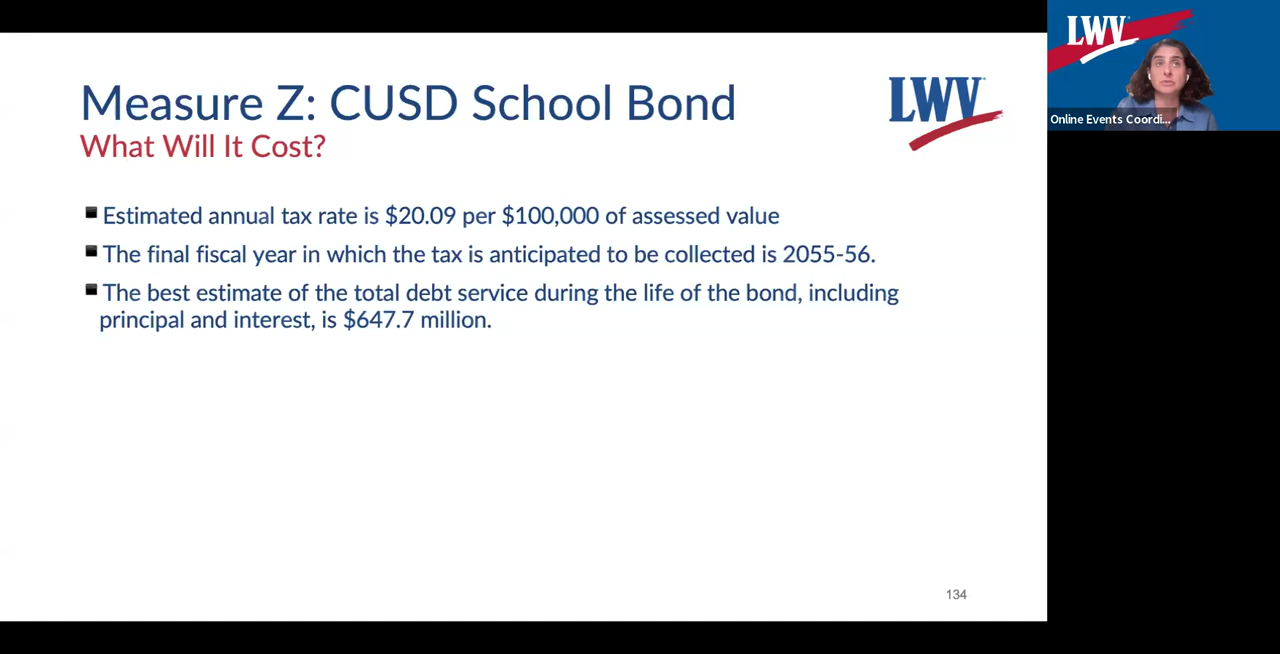 Measure Z: CUSD School Bond
What Will It Cost?
LWV
Estimated annual tax rate is $20.09 per $100,000 of assessed value
The final fiscal year in which the tax is anticipated to be collected is 2055-56.
The best estimate of the total debt service during the life of the bond, including
principal and interest, is $647.7 million.
134
LWV
Online Events Coordi...